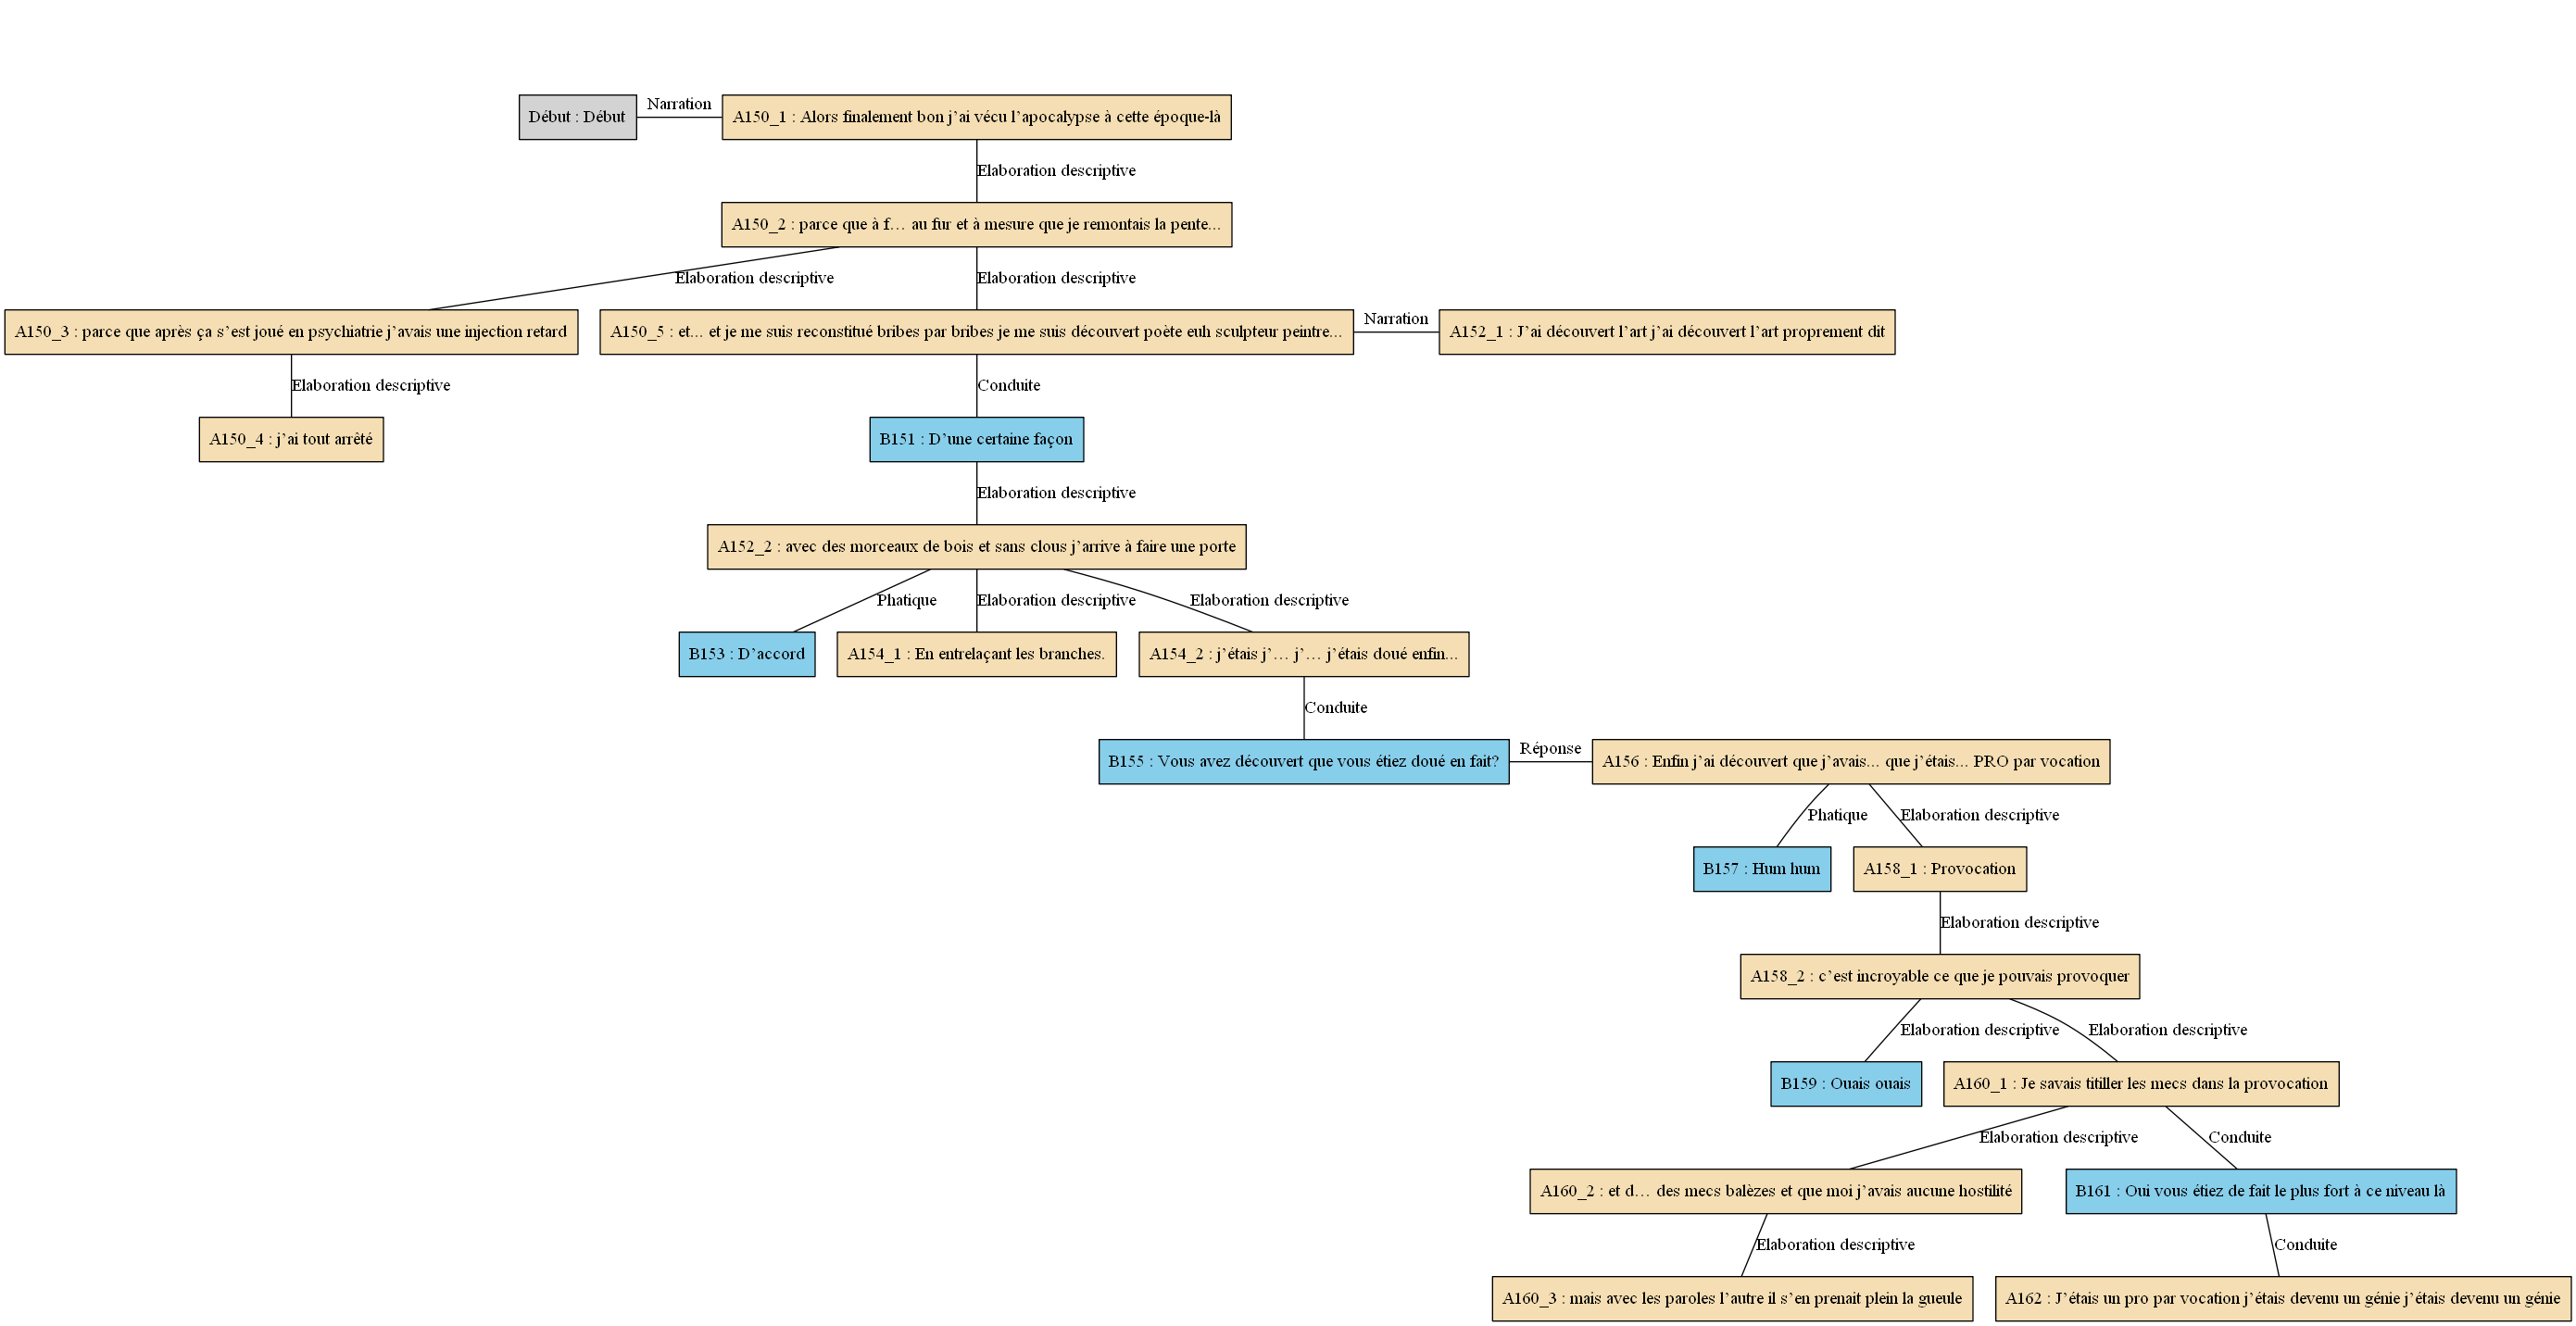 Début : Début
Narration
A150_1 : Alors finalement bon j’ai vécu l’apocalypse à cette époque-là
Elaboration descriptive
A150_2 : parce que à f… au fur et à mesure que je remontais la pente...
Elaboration descriptive
Elaboration descriptive
A150_3 : parce que après ça s’est joué en psychiatrie j’avais une injection retard
A150_5 : et... et je me suis reconstitué bribes par bribes je me suis découvert poète euh sculpteur peintre...
Narration
A152_1 : J’ai découvert l’art j’ai découvert l’art proprement dit
Elaboration descriptive
Conduite
A150_4 : j’ai tout arrêté
B151 : D’une certaine façon
Elaboration descriptive
A152_2 : avec des morceaux de bois et sans clous j’arrive à faire une porte
Phatique
Elaboration descriptive
Elaboration descriptive
B153 : D’accord
A154_1 : En entrelaçant les branches.
A154_2 : j’étais j’… j’… j’étais doué enfin...
Conduite
B155 : Vous avez découvert que vous étiez doué en fait?
Réponse
A156 : Enfin j’ai découvert que j’avais... que j’étais... PRO par vocation
Phatique
Elaboration descriptive
B157 : Hum hum
A158_1 : Provocation
Elaboration descriptive
A158_2 : c’est incroyable ce que je pouvais provoquer
Elaboration descriptive
Elaboration descriptive
B159 : Ouais ouais
A160_1 : Je savais titiller les mecs dans la provocation
Elaboration descriptive
Conduite
A160_2 : et d… des mecs balèzes et que moi j’avais aucune hostilité
B161 : Oui vous étiez de fait le plus fort à ce niveau là
Elaboration descriptive
Conduite
A160_3 : mais avec les paroles l’autre il s’en prenait plein la gueule
A162 : J’étais un pro par vocation j’étais devenu un génie j’étais devenu un génie